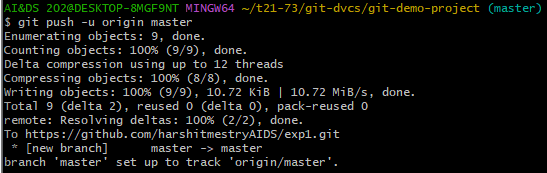 AI&DS 202@DESKTOP-8MGF9NT MINGW64 ~/t21-73/git-dvcs/git-demo-project (master)
$ git push -u origin master
Enumerating objects: 9, done.
Counting objects: 100% (9/9), done.
Delta compression using up to 12 threads
Compressing objects: 100% (8/8), done.
Writing objects: 100% (9/9), 10.72 KiB | 10.72 MiB/s, done.
Total 9 (delta 2), reused 0 (delta 0), pack-reused 0
remote: Resolving deltas: 100% (2/2), done.
To https://github.com/harshitmestryAIDS/exp1.git
 * [new branch]      master -> master
branch 'master' set up to track 'origin/master'.